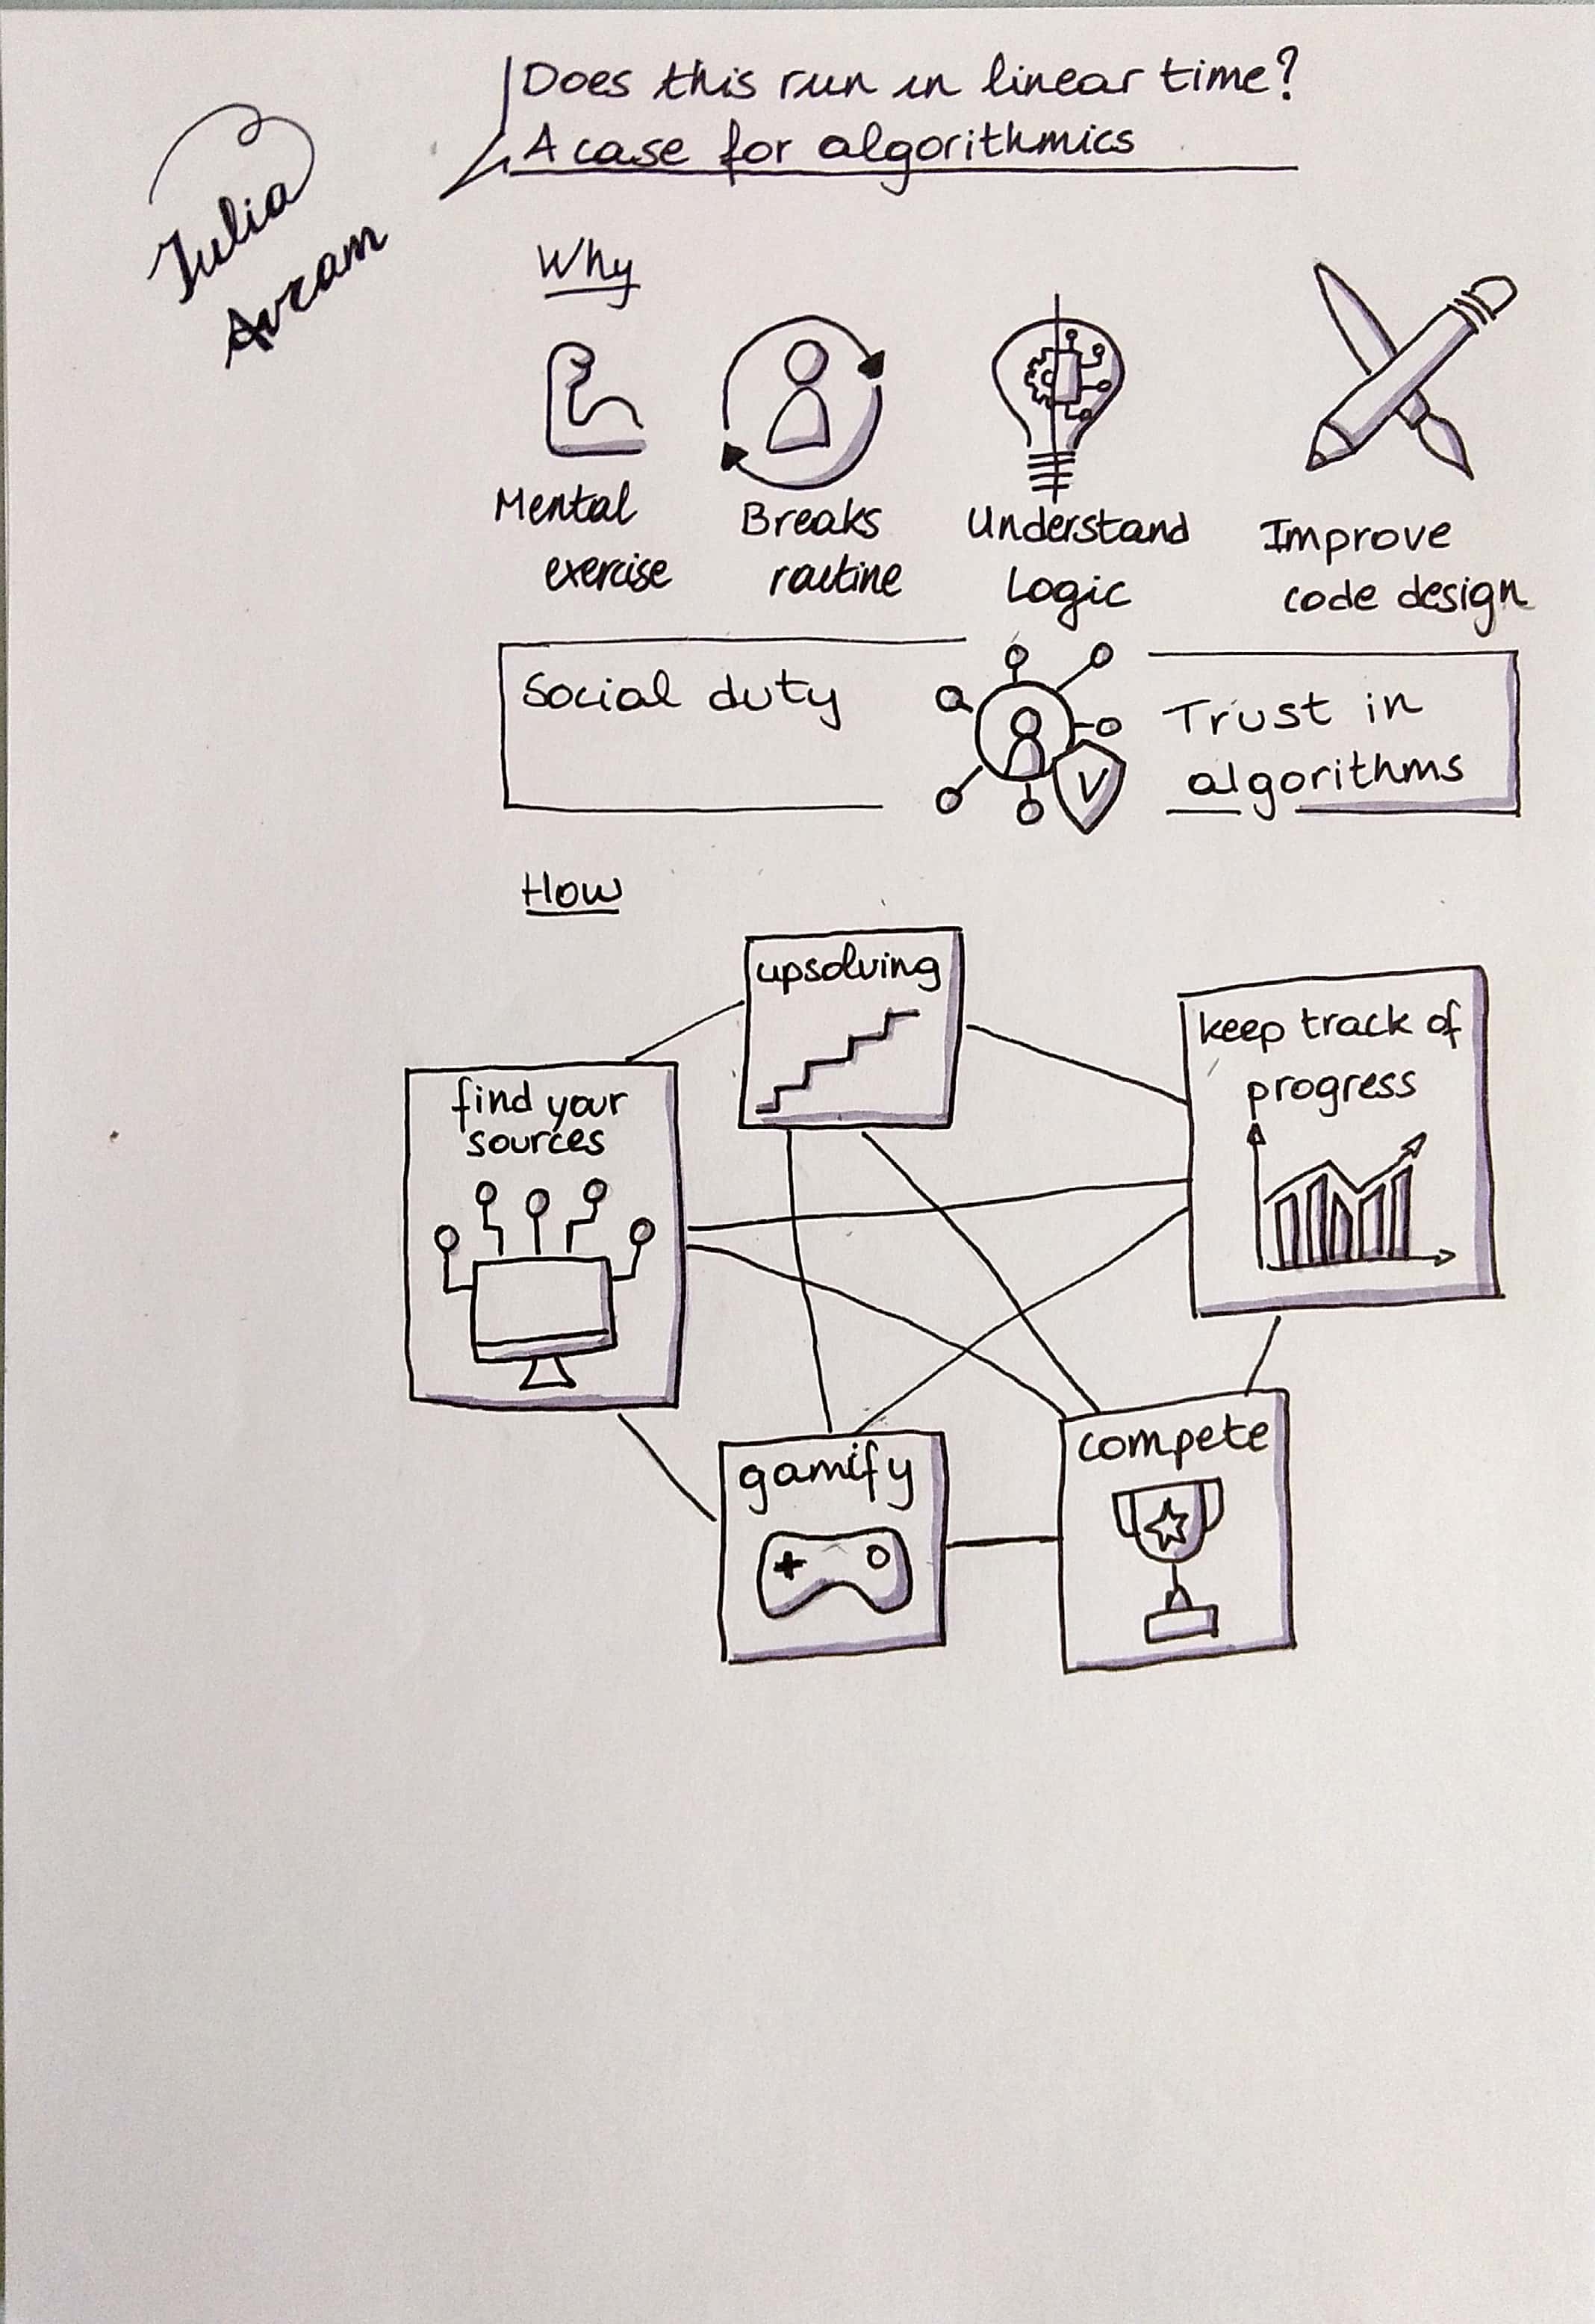 Does this run in linear time?
A case for algorithmics
Iulia
Avram
Why
Mental
exercise
Breaks
routine
Understand
Logic
Improve
code design
Social duty
Trust in
algorithms
How
upsolving
keep track of
progress
find your
sources
gamify
compete